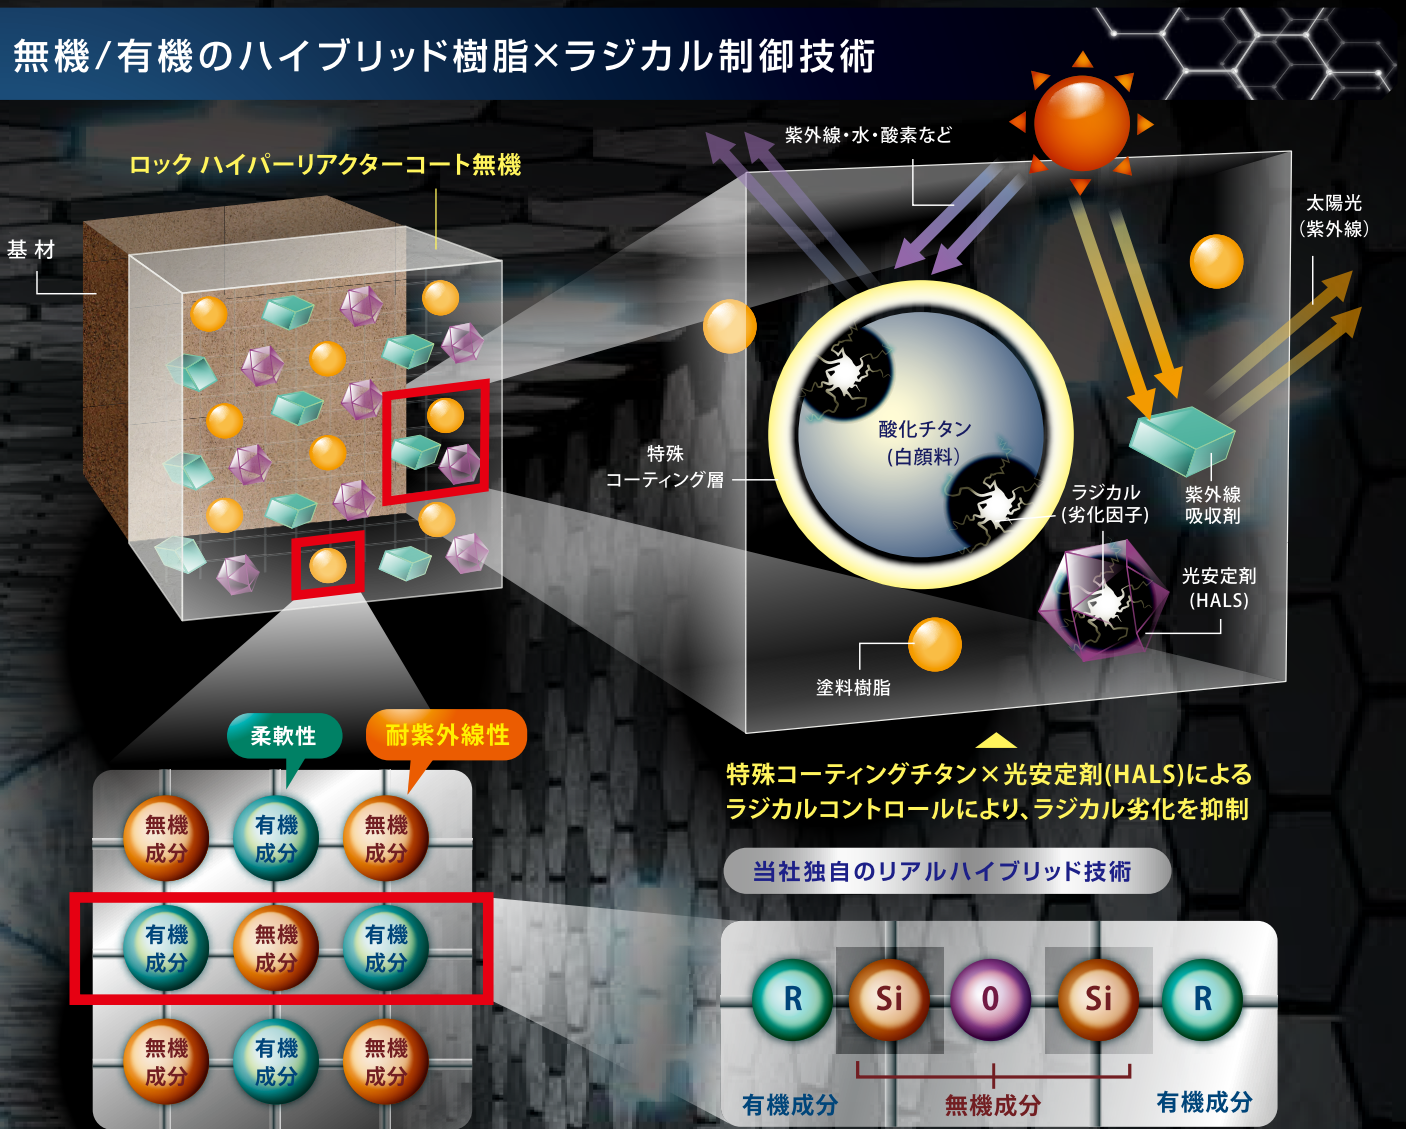 無機/有機のハイブリッド樹脂×ラジカル制御技術
紫外線・水・酸素など
ロック ハイパーリアクターコート無機
基材
太陽光
（紫外線）
酸化チタン
(白顔料）
特殊
コーティング層
ラジカル
(劣化因子)
紫外線
吸収剤
光安定剤
(HALS)
塗料樹脂
柔軟性
耐紫外線性
特殊コーティングチタン×光安定剤(HALS)による
ラジカルコントロールにより、ラジカル劣化を抑制
無機
成分
有機
成分
無機
成分
当社独自のリアルハイブリッド技術
有機
成分
無機
成分
有機
成分
R Si O Si R
無機
成分
有機
成分
無機
成分
有機成分
無機成分
有機成分